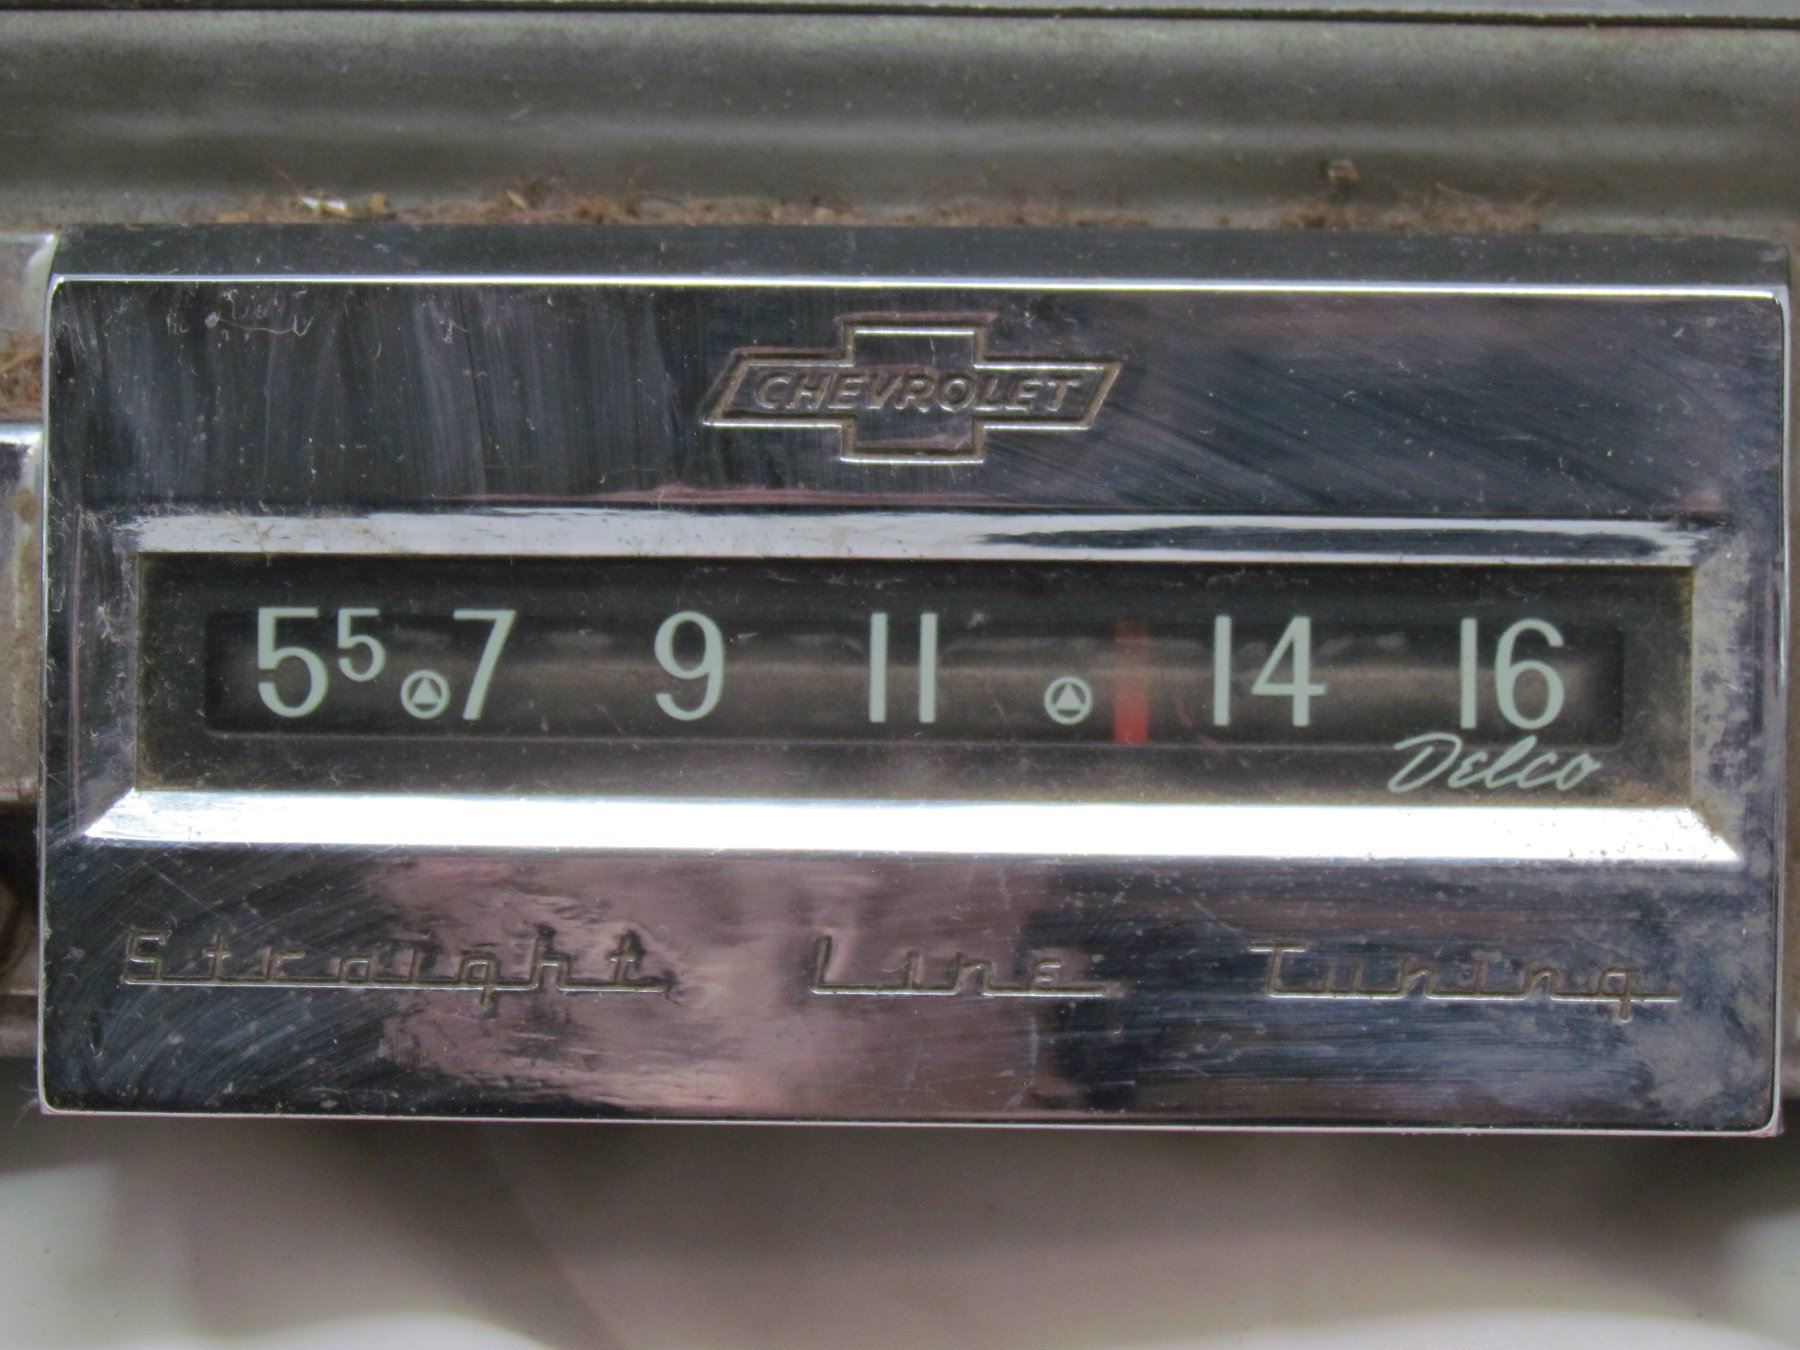 CHEVROLET
55 7 9 11 14 16
Delco
Straight Line Tuning